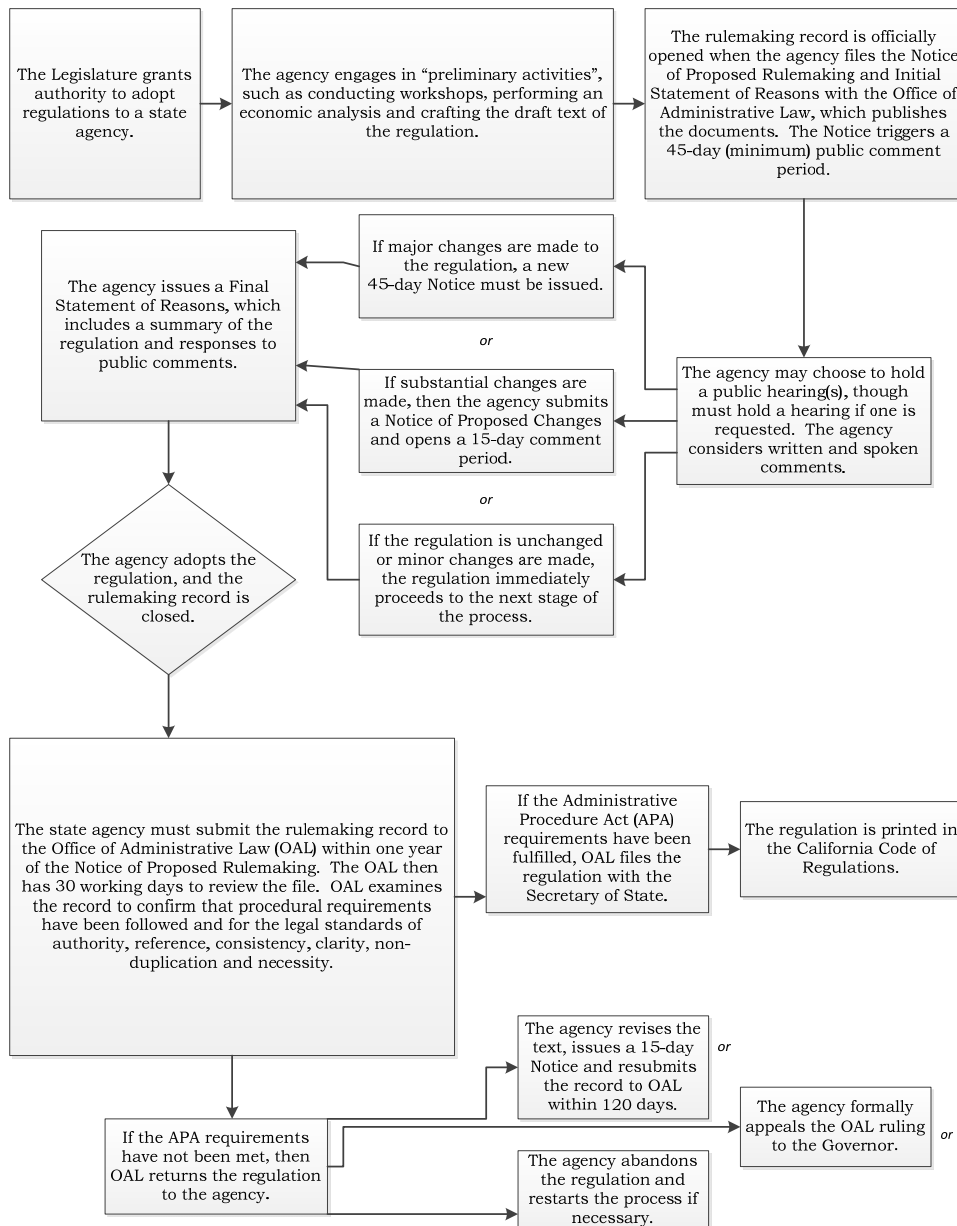 The Legislature grants
authority to adopt
regulations to a state
agency.
The agency engages in “preliminary activities”,
such as conducting workshops, performing an
economic analysis and crafting the draft text of
the regulation.
The rulemaking record is officially
opened when the agency files the Notice
of Proposed Rulemaking and Initial
Statement of Reasons with the Office of
Administrative Law, which publishes
the documents.  The Notice triggers a
45-day (minimum) public comment
period.
The agency may choose to hold
a public hearing(s), though
must hold a hearing if one is
requested.  The agency
considers written and spoken
comments.
If major changes are made to
the regulation, a new
45-day Notice must be issued.
or
If substantial changes are
made, then the agency submits
a Notice of Proposed Changes
and opens a 15-day comment
period.
or
If the regulation is unchanged
or minor changes are made,
the regulation immediately
proceeds to the next stage of
the process.
The agency issues a Final
Statement of Reasons, which
includes a summary of the
regulation and responses to
public comments.
The agency adopts the
regulation, and the
rulemaking record is
closed.
The state agency must submit the rulemaking record to
the Office of Administrative Law (OAL) within one year
of the Notice of Proposed Rulemaking.  The OAL then
has 30 working days to review the file.  OAL examines
the record to confirm that procedural requirements
have been followed and for the legal standards of
authority, reference, consistency, clarity, non-
duplication and necessity.
If the Administrative
Procedure Act (APA)
requirements have been
fulfilled, OAL files the
regulation with the
Secretary of State.
The regulation is printed in
the California Code of
Regulations.
If the APA requirements
have not been met, then
OAL returns the regulation
to the agency.
The agency revises the
text, issues a 15-day
Notice and resubmits
the record to OAL
within 120 days.
or
The agency formally
appeals the OAL ruling
to the Governor.
or
The agency abandons
the regulation and
restarts the process if
necessary.